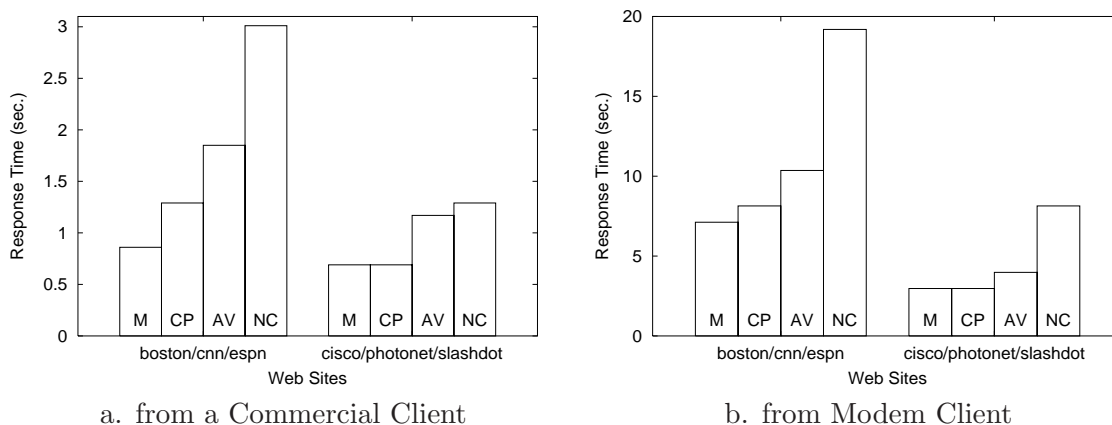 3
2.5
2
1.5
1
0.5
0
Response Time (sec.)
M CP AV NC M CP AV NC
boston/cnn/espn cisco/photonet/slashdot
Web Sites
a. from a Commercial Client
20
15
10
5
0
Response Time (sec.)
M CP AV NC M CP AV NC
boston/cnn/espn cisco/photonet/slashdot
Web Sites
b. from Modem Client